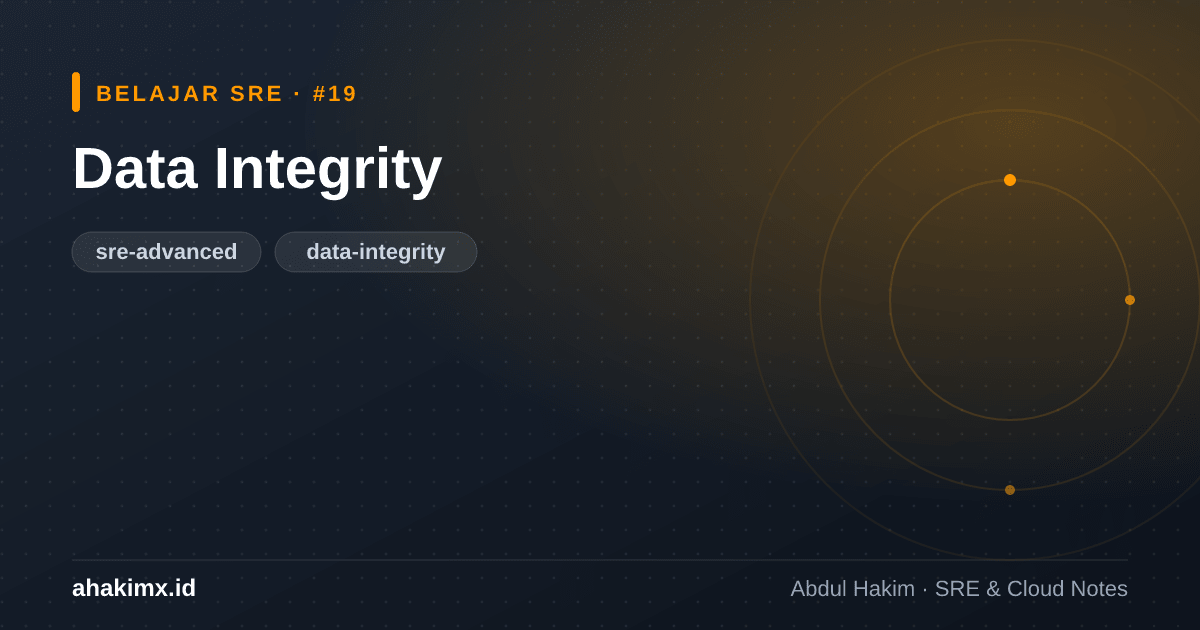 BELAJAR SRE · #19
Data Integrity
sre-advanced data-integrity
ahakimx.id
Abdul Hakim · SRE & Cloud Notes